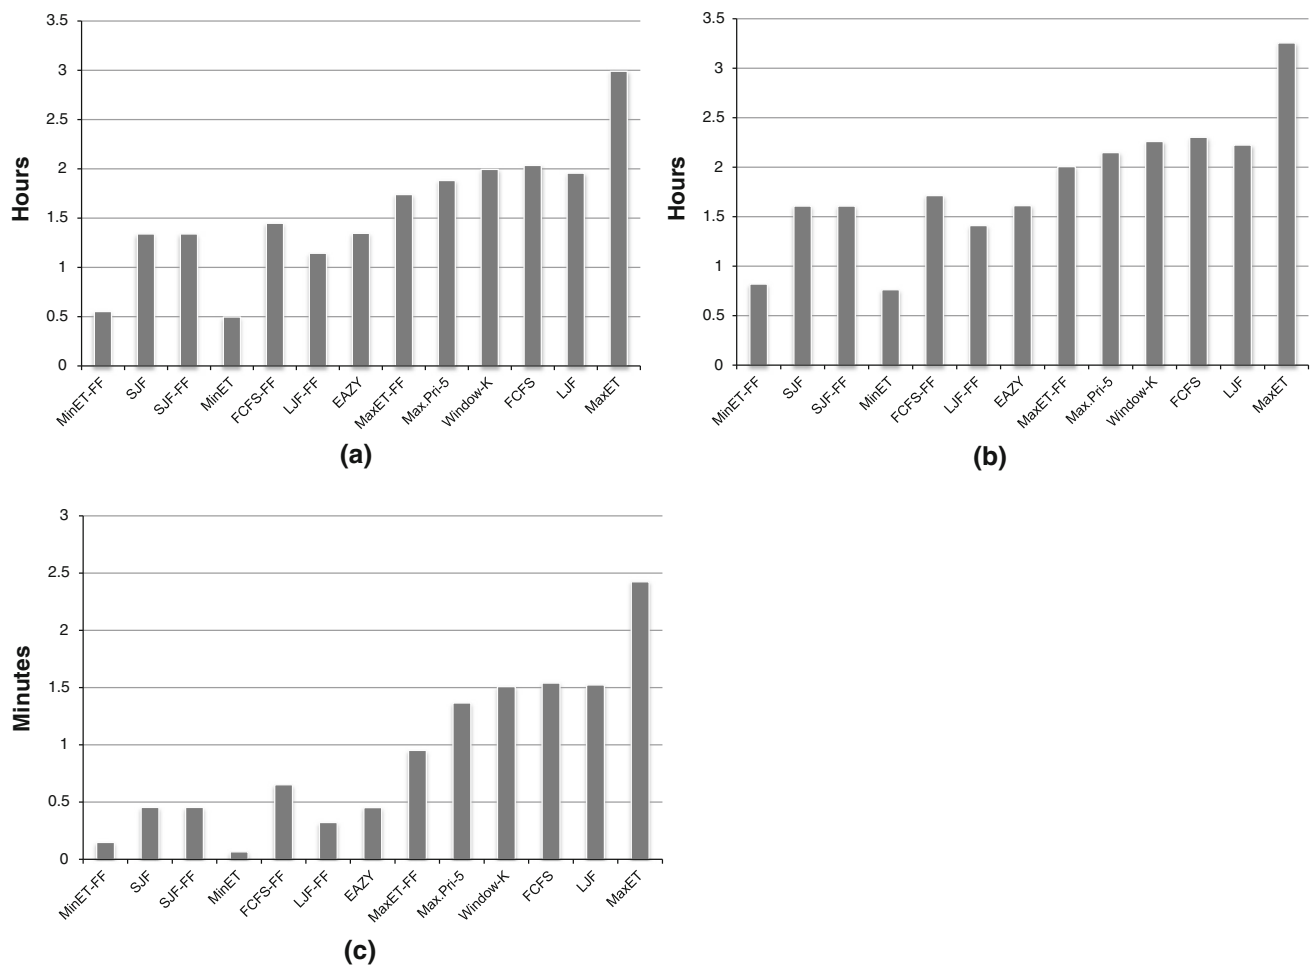 3.5
3
2.5
2
1.5
1
0.5
0
Hours
MinET-FF
SJF
SJF-FF
MinET
FCFS-FF
LJF-FF
EAZY
MaxET-FF
Max.Pri-5
Window-K
FCFS
LJF
MaxET
(a)
3.5
3
2.5
2
1.5
1
0.5
0
Hours
MinET-FF
SJF
SJF-FF
MinET
FCFS-FF
LJF-FF
EAZY
MaxET-FF
Max.Pri-5
Window-K
FCFS
LJF
MaxET
(b)
3
2.5
2
1.5
1
0.5
0
Minutes
MinET-FF
SJF
SJF-FF
MinET
FCFS-FF
LJF-FF
EAZY
MaxET-FF
Max.Pri-5
Window-K
FCFS
LJF
MaxET
(c)